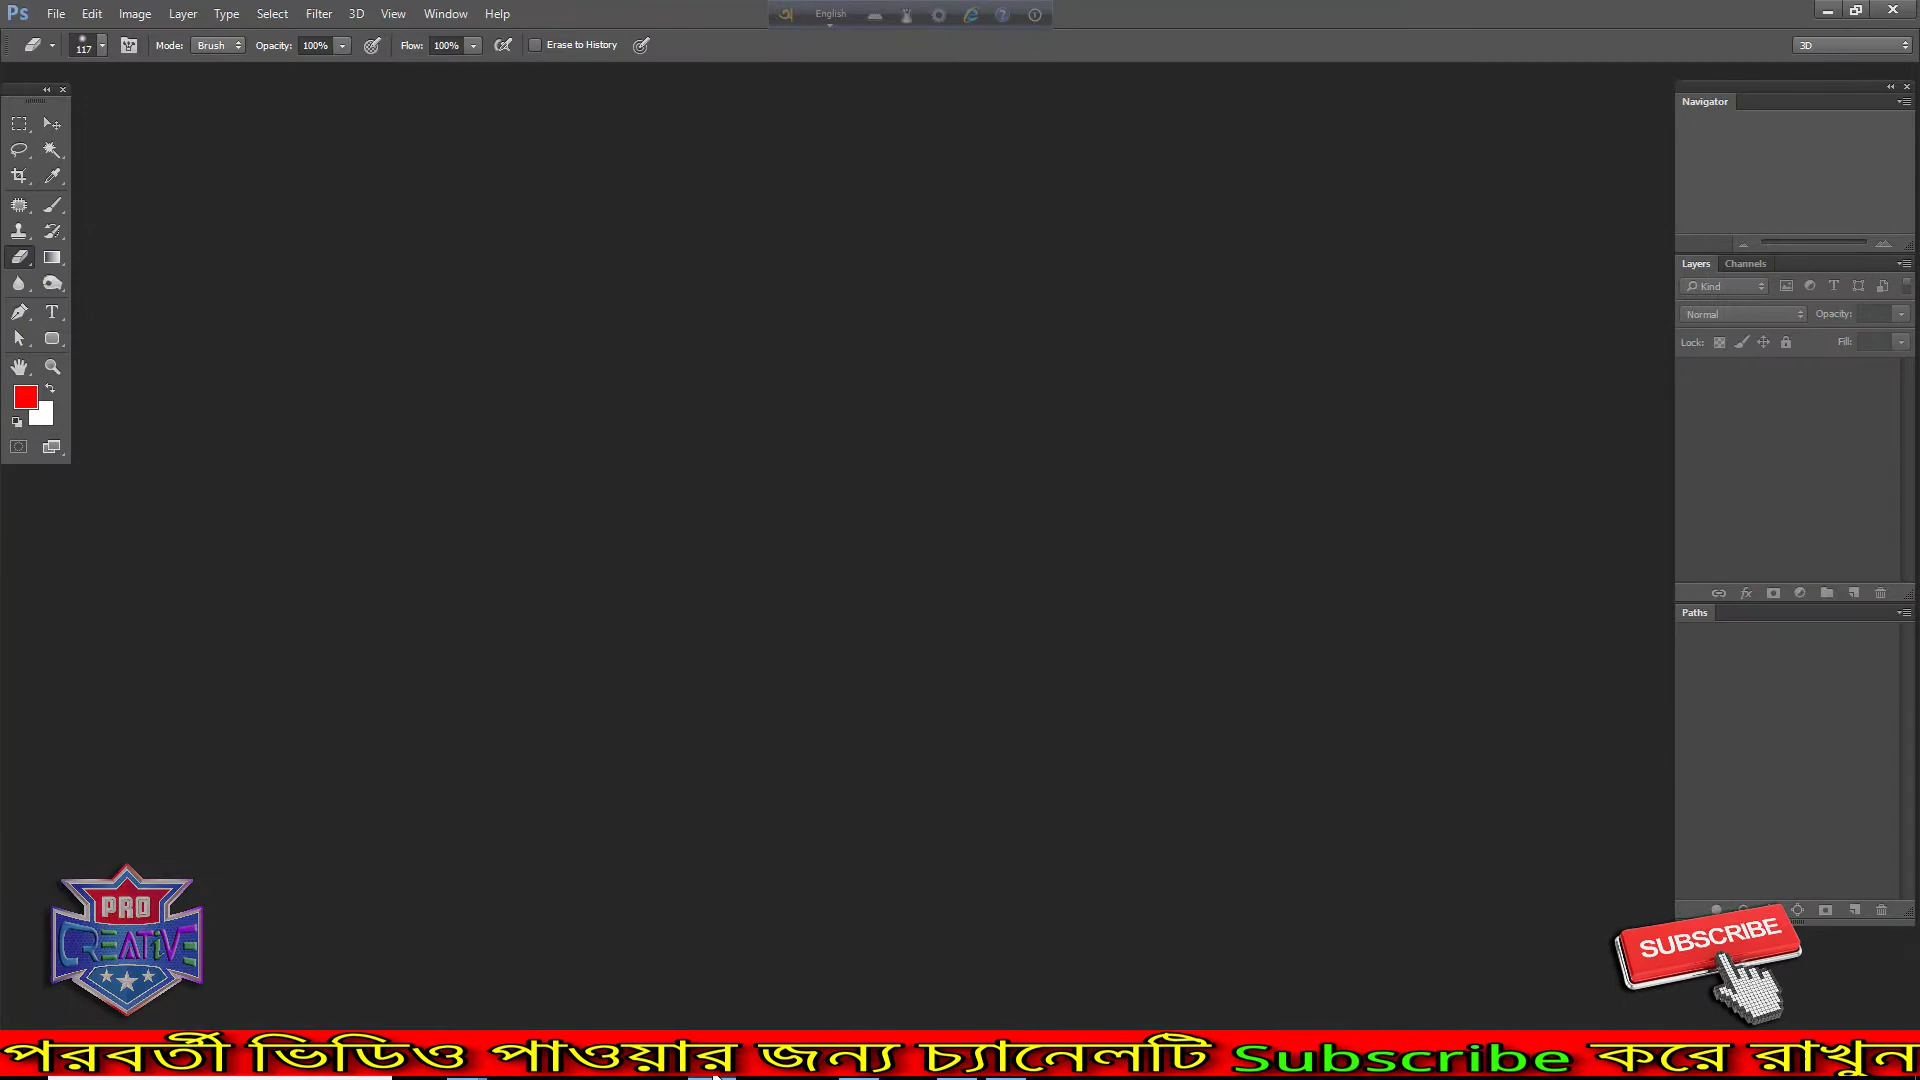 Ps File Edit Image Layer Type Select Filter 3D View Window Help
English
117 Mode: Brush Opacity: 100% Flow: 100% Erase to History 3D
Navigator
Layers Channels
Kind
Normal Opacity:
Lock: Fill:
Paths
PRO
CREATiVE
SUBSCRIBE
পরবর্তী ভিডিও পাওয়ার জন্য চ্যানেলটি Subscribe করে রাখুন